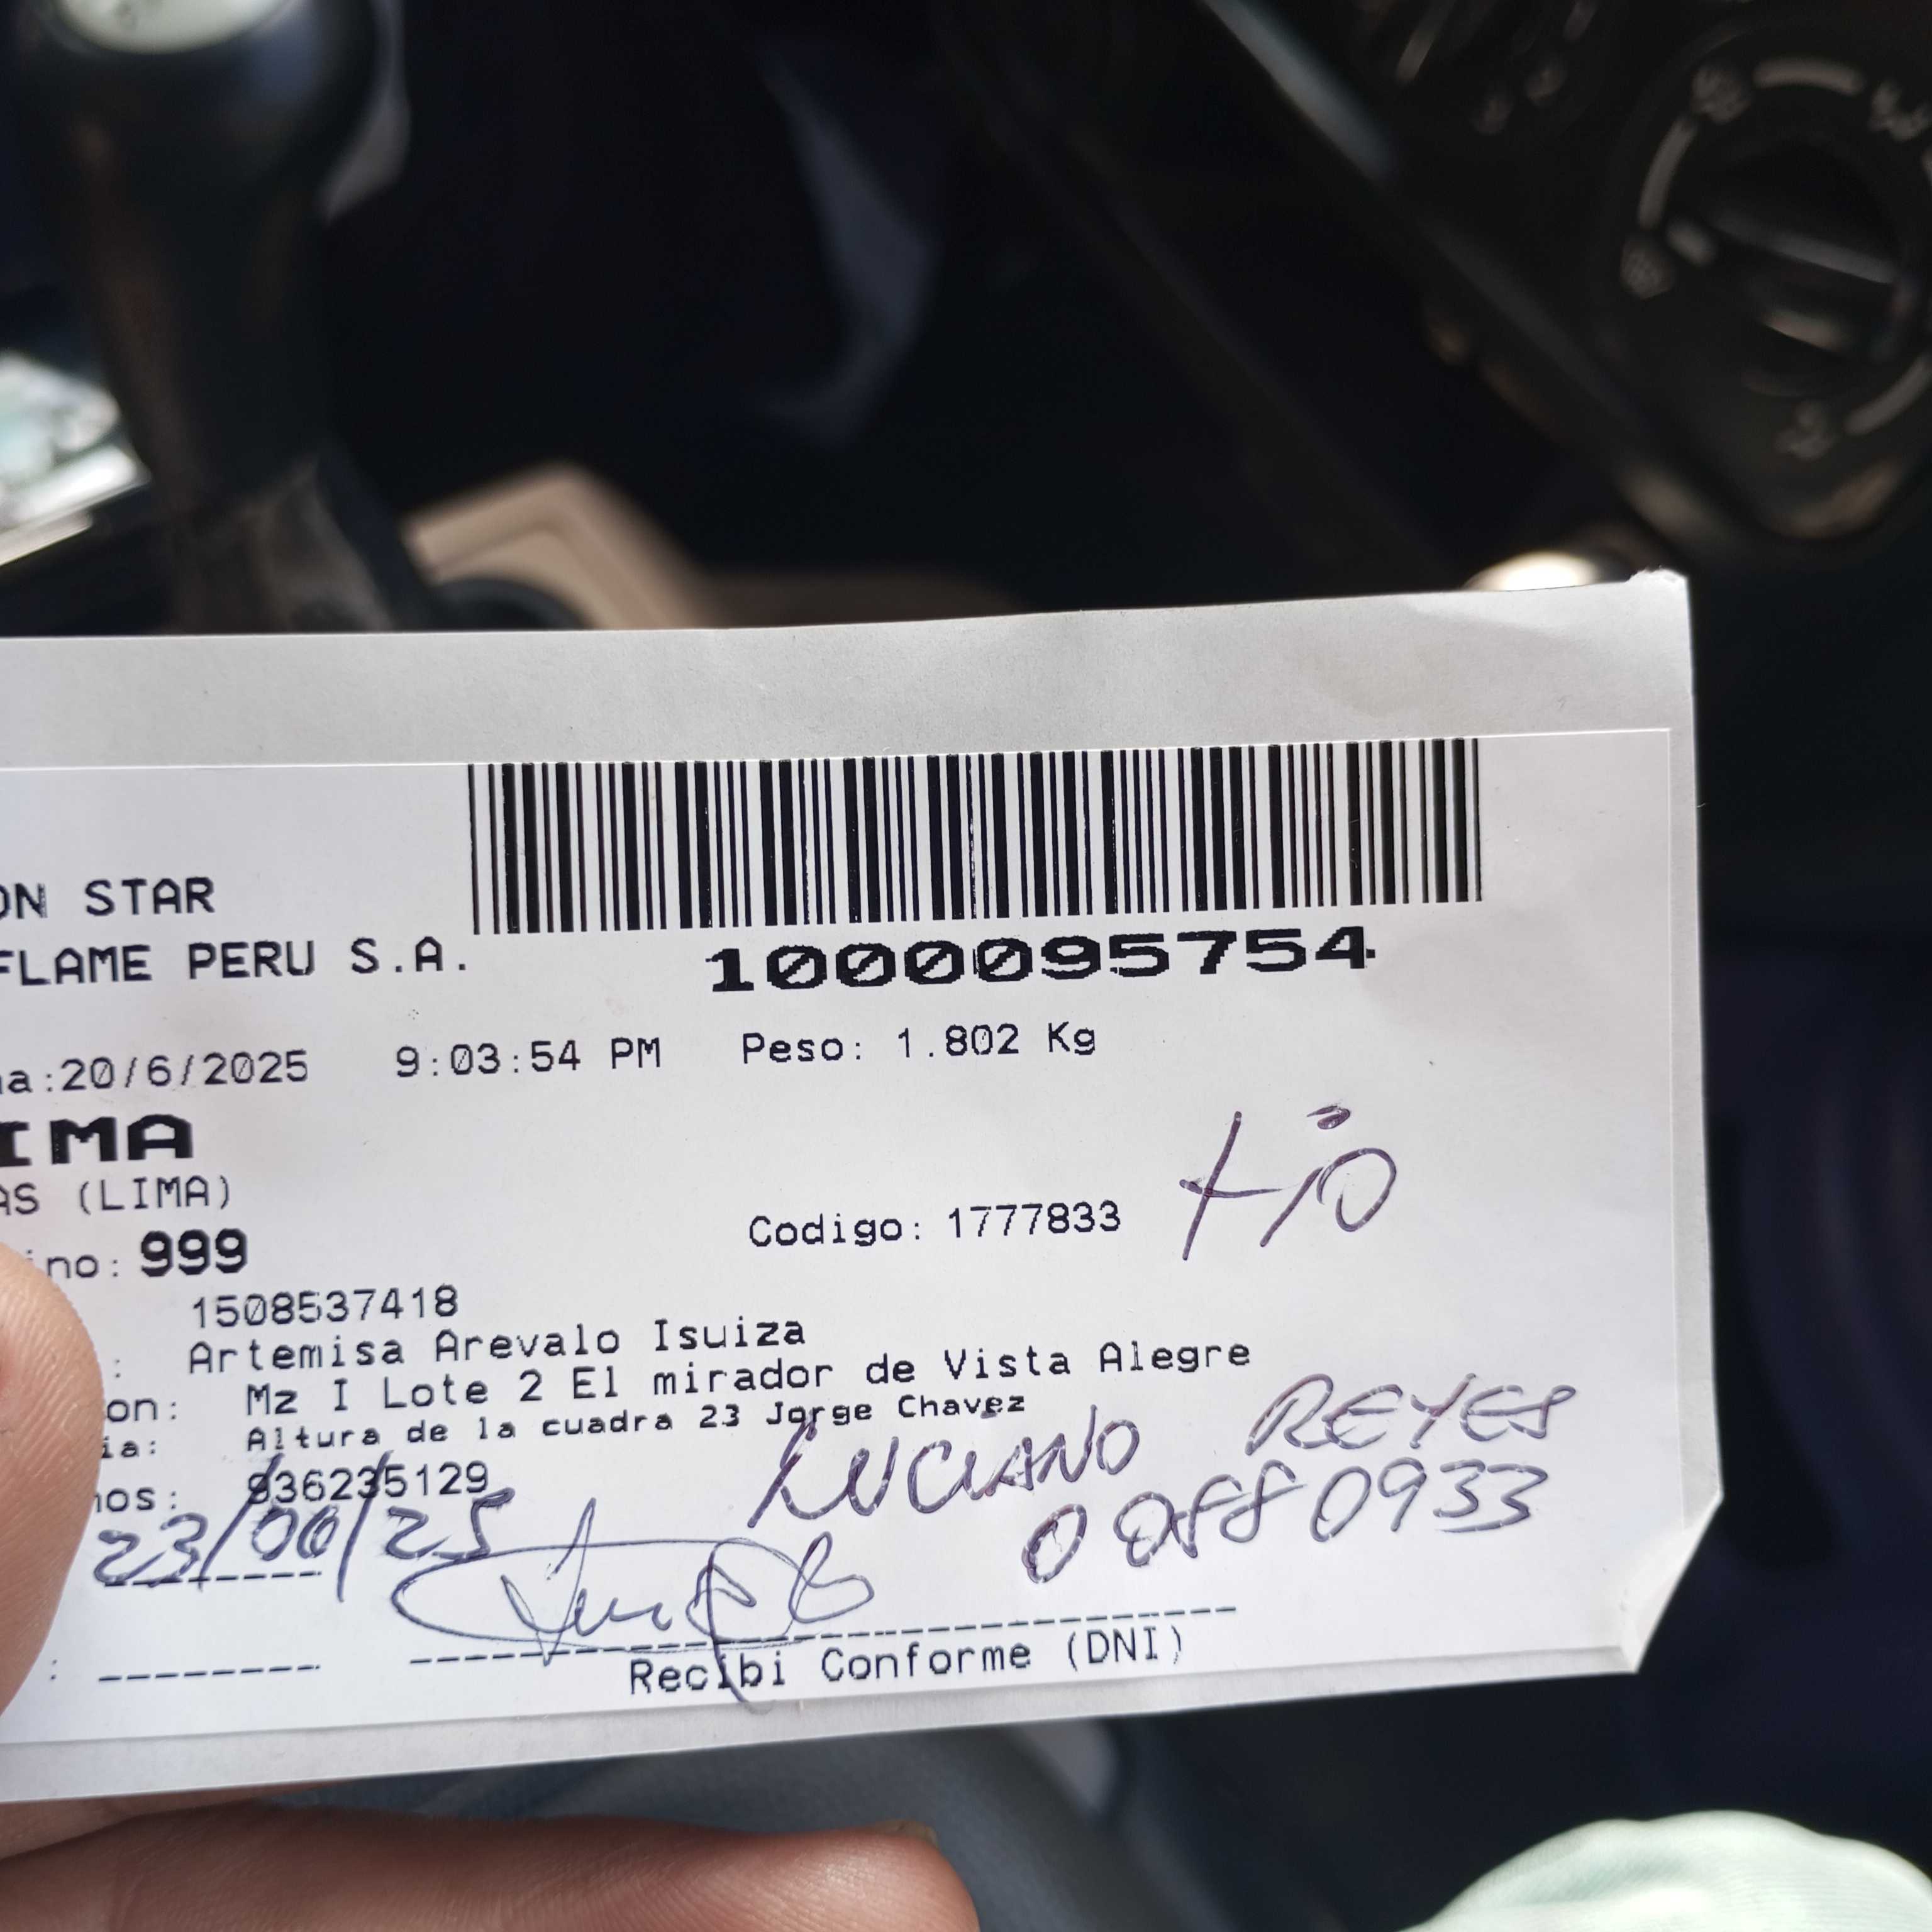 ON STAR
FLAME PERU S.A.
1000095754
a:20/6/2025 9:03:54 PM Peso: 1.802 Kg
IMA
AS (LIMA)
tío
Codigo: 1777833
ino: 999
1508537418
: Artemisa Arevalo Isuiza
on: Mz I Lote 2 El mirador de Vista Alegre
ia: Altura de la cuadra 23 Jorge Chavez
LUCIANO REYES
nos: 936235129
23/06/25
00880933
Recibi Conforme (DNI)